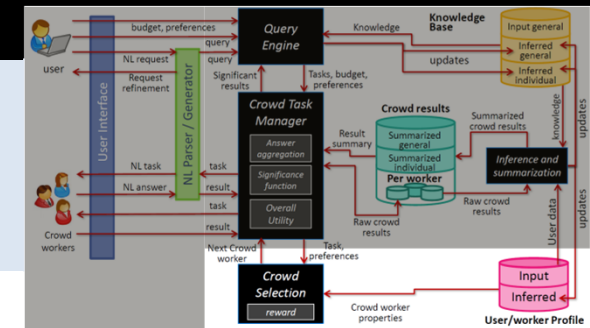 budget, preferences
Query
Engine
Knowledge
Knowledge
Base
Input general
Inferred
general
Inferred
individual
updates
user
NL request
query
query
Request
refinement
User Interface
NL Parser / Generator
Significant
results
Tasks, budget,
preferences
Crowd Task
Manager
Answer
aggregation
Significance
function
Overall
Utility
Crowd results
Summarized
general
Summarized
individual
Per worker
Result
summary
Raw crowd
results
Summarized
crowd results
Raw crowd
results
knowledge
updates
Inference and
summarization
User data
updates
NL task
NL answer
task
result
task
result
Crowd
workers
Next Crowd
worker
Task,
preferences
Crowd
Selection
reward
Crowd worker
properties
Input
Inferred
User/worker Profile